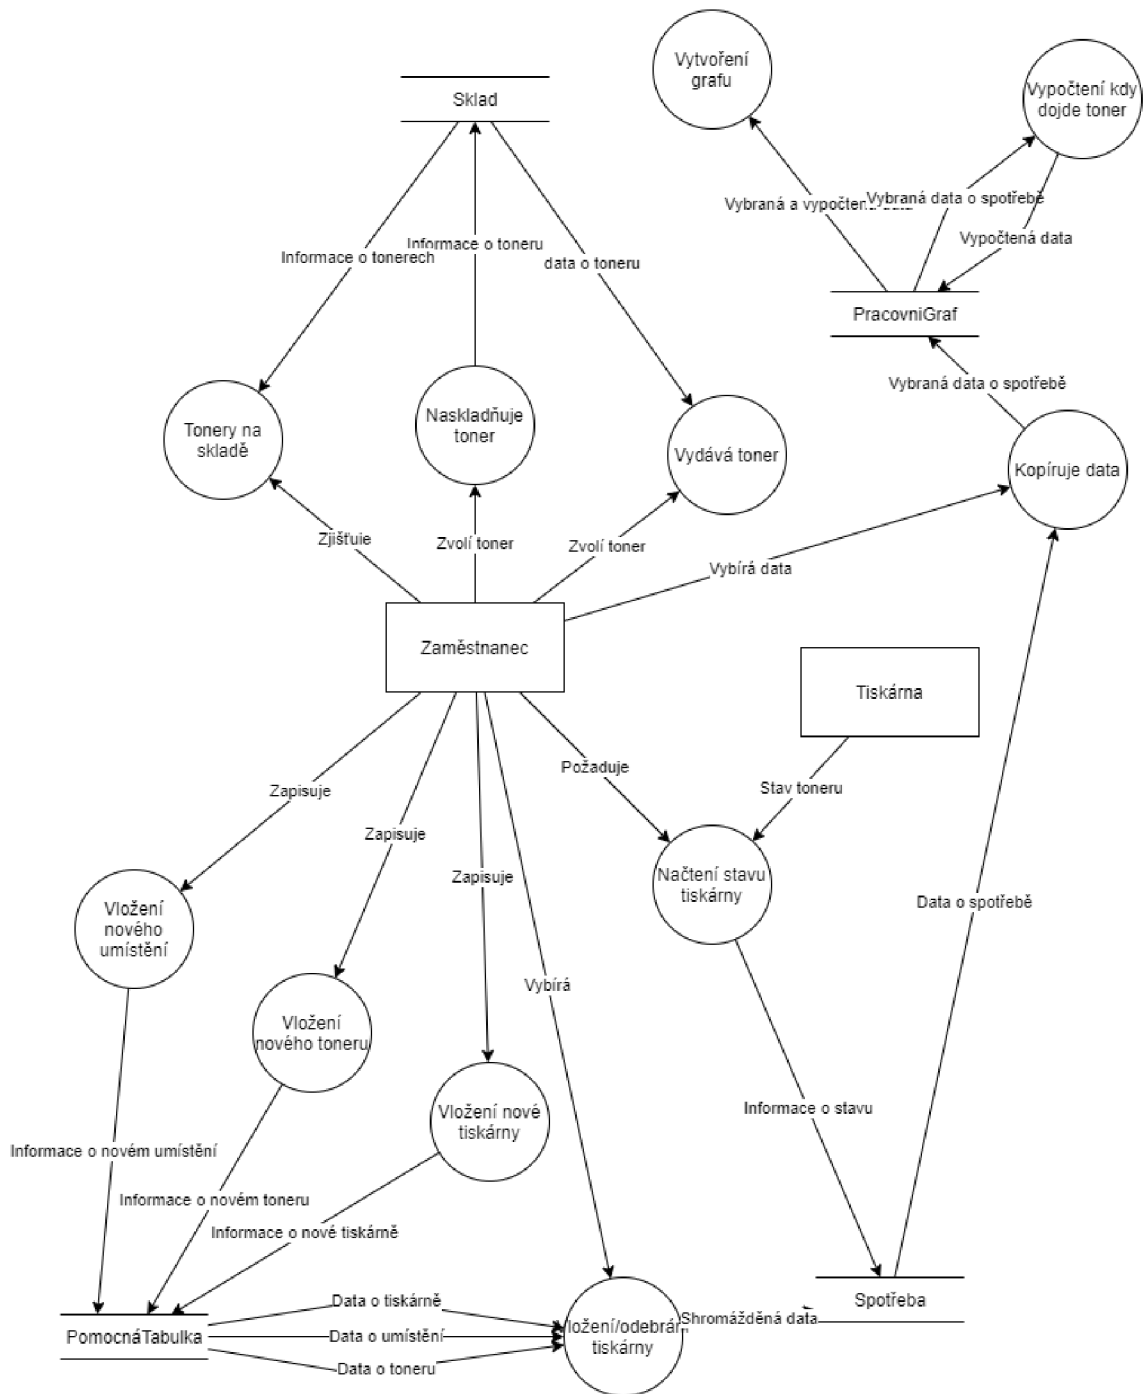 Vytvoření
grafu
Vypočtení kdy
dojde toner
Sklad
Vybraná a vypočten
Vybraná data o spotřebě
Informace o tonerech
Informace o toneru
data o toneru
Vypočtená data
PracovniGraf
Vybraná data o spotřebě
Tonery na
skladě
Naskladňuje
toner
Vydává toner
Kopíruje data
Zjišťuje
Zvolí toner
Zvolí toner
Vybírá data
Zaměstnanec
Tiskárna
Požaduje
Stav toneru
Zapisuje
Zapisuje
Zapisuje
Načtení stavu
tiskárny
Vložení
nového
umístění
Data o spotřebě
Vybírá
Vložení
nového toneru
Vložení nové
tiskárny
Informace o stavu
Informace o novém umístění
Informace o novém toneru
Informace o nové tiskárně
Data o tiskárně
Spotřeba
PomocnáTabulka
Data o umístění
ložení/odebrán
tiskárny
Shromážděná data
Data o toneru